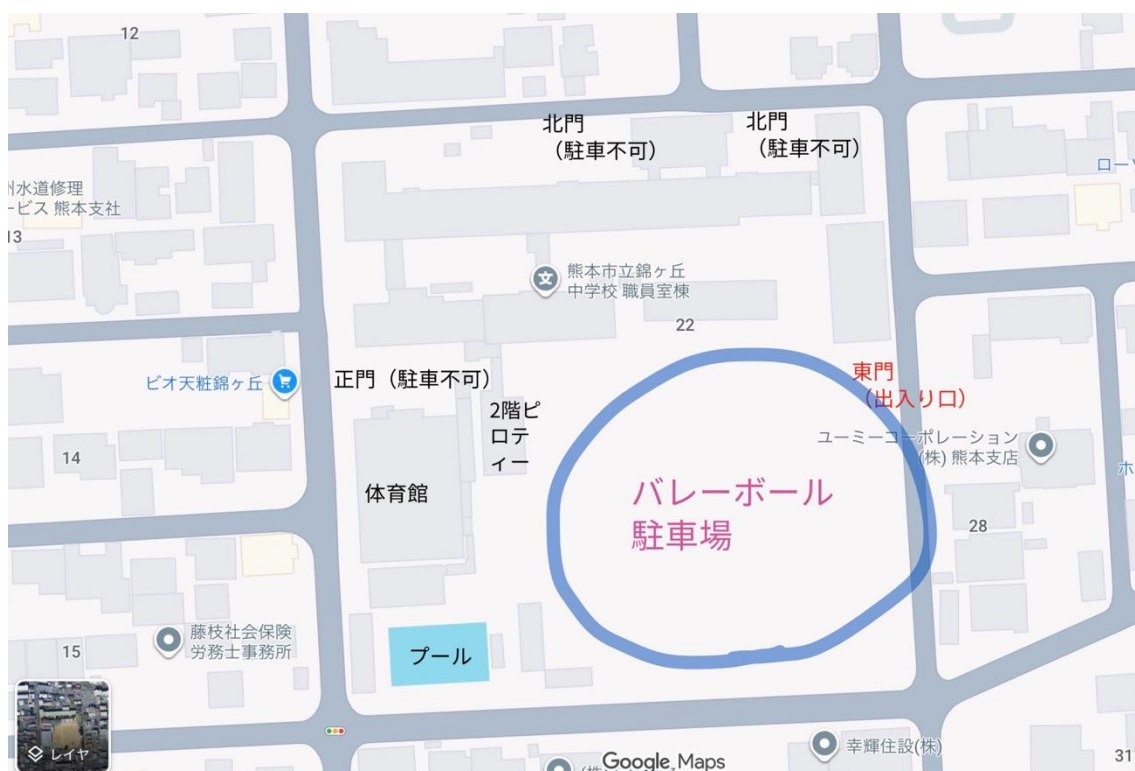 12
北門
（駐車不可）
北門
（駐車不可）
ロー
州水道修理
ービス 熊本支社
13
熊本市立錦ヶ丘
中学校 職員室棟
22
ビオ天粧錦ヶ丘
正門（駐車不可）
東門
（出入り口）
2階ピ
ロテ
ィー
ユーミーコーポレーション
(株) 熊本支店
14
ホ
体育館
バレーボール
駐車場
28
藤枝社会保険
労務士事務所
15
プール
レイヤ
Google Maps
幸輝住設(株)
31